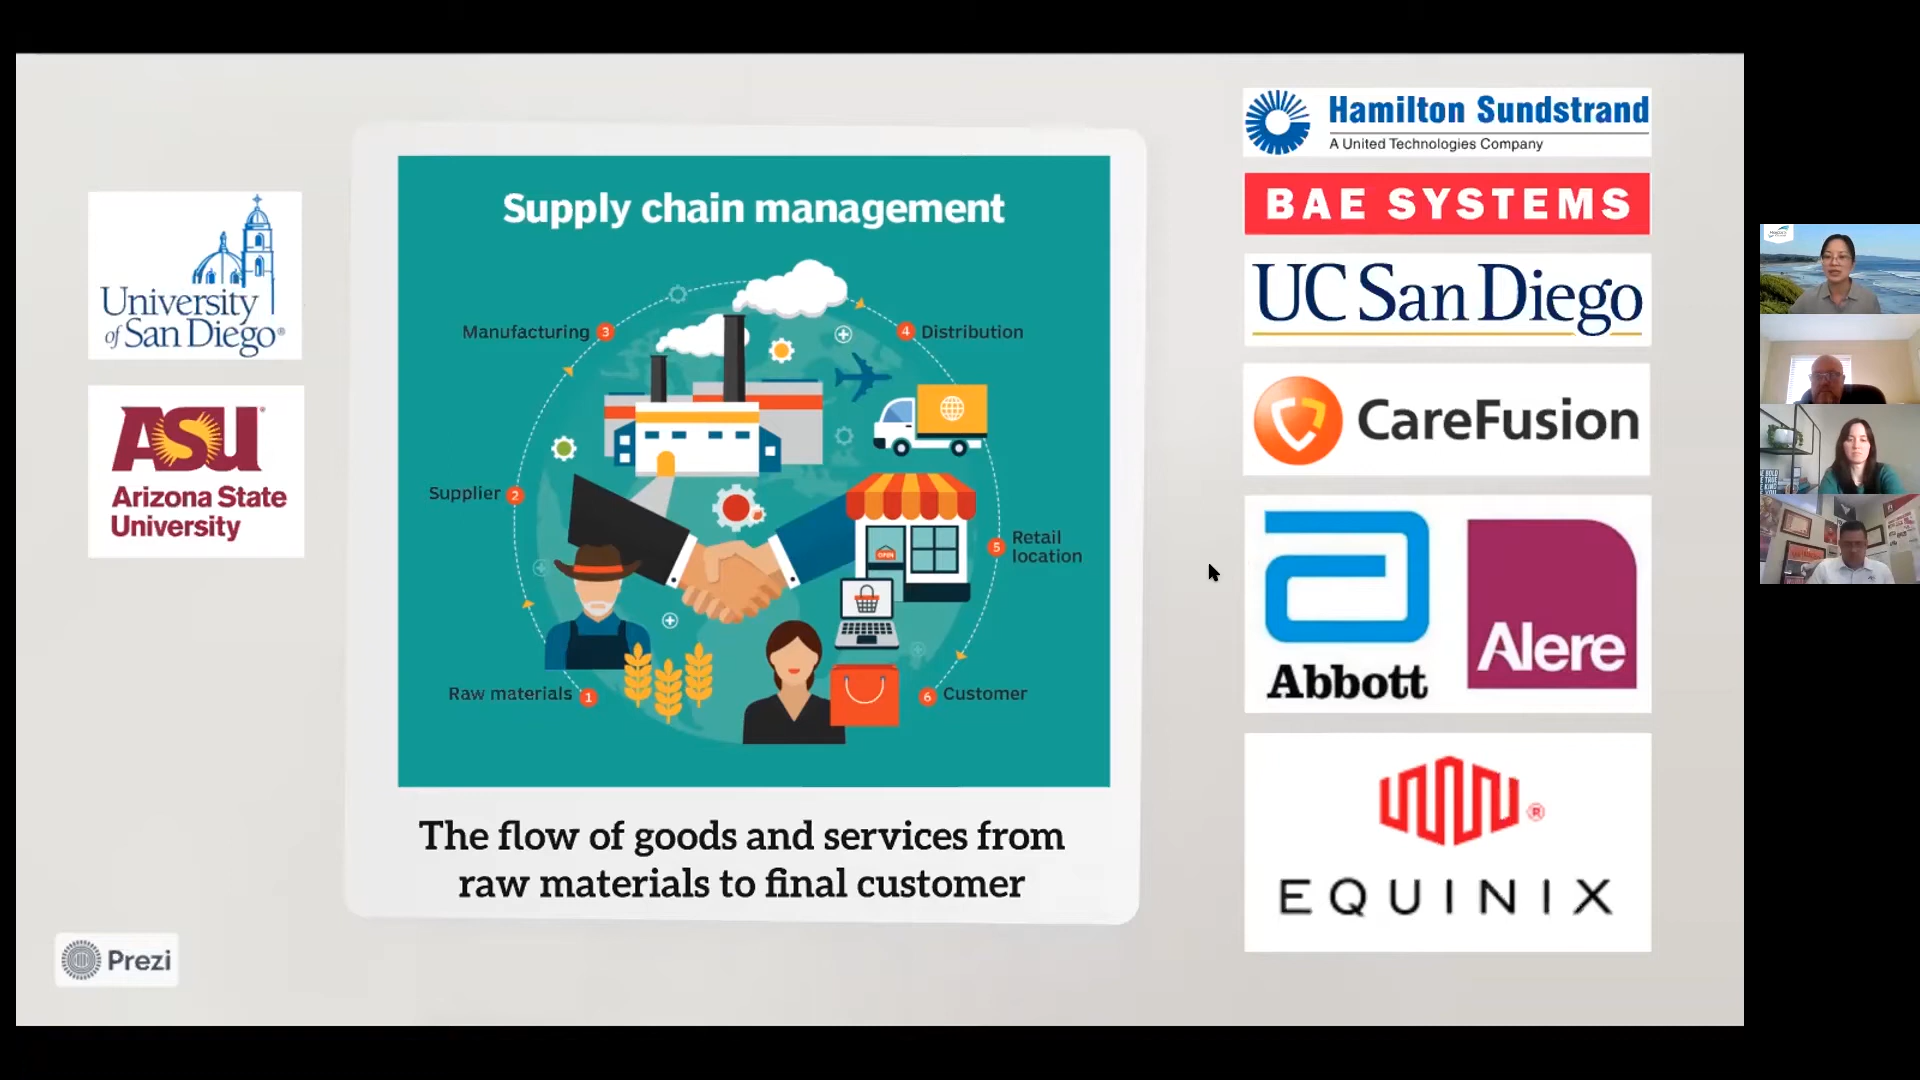 University
of San Diego®
ASU
Arizona State
University
Supply chain management
Manufacturing 3
4 Distribution
Supplier 2
OPEN
5 Retail
location
Raw materials 1
6 Customer
The flow of goods and services from
raw materials to final customer
Hamilton Sundstrand
A United Technologies Company
BAE SYSTEMS
UC San Diego
CareFusion
Abbott
Alere
EQUINIX
®
Prezi